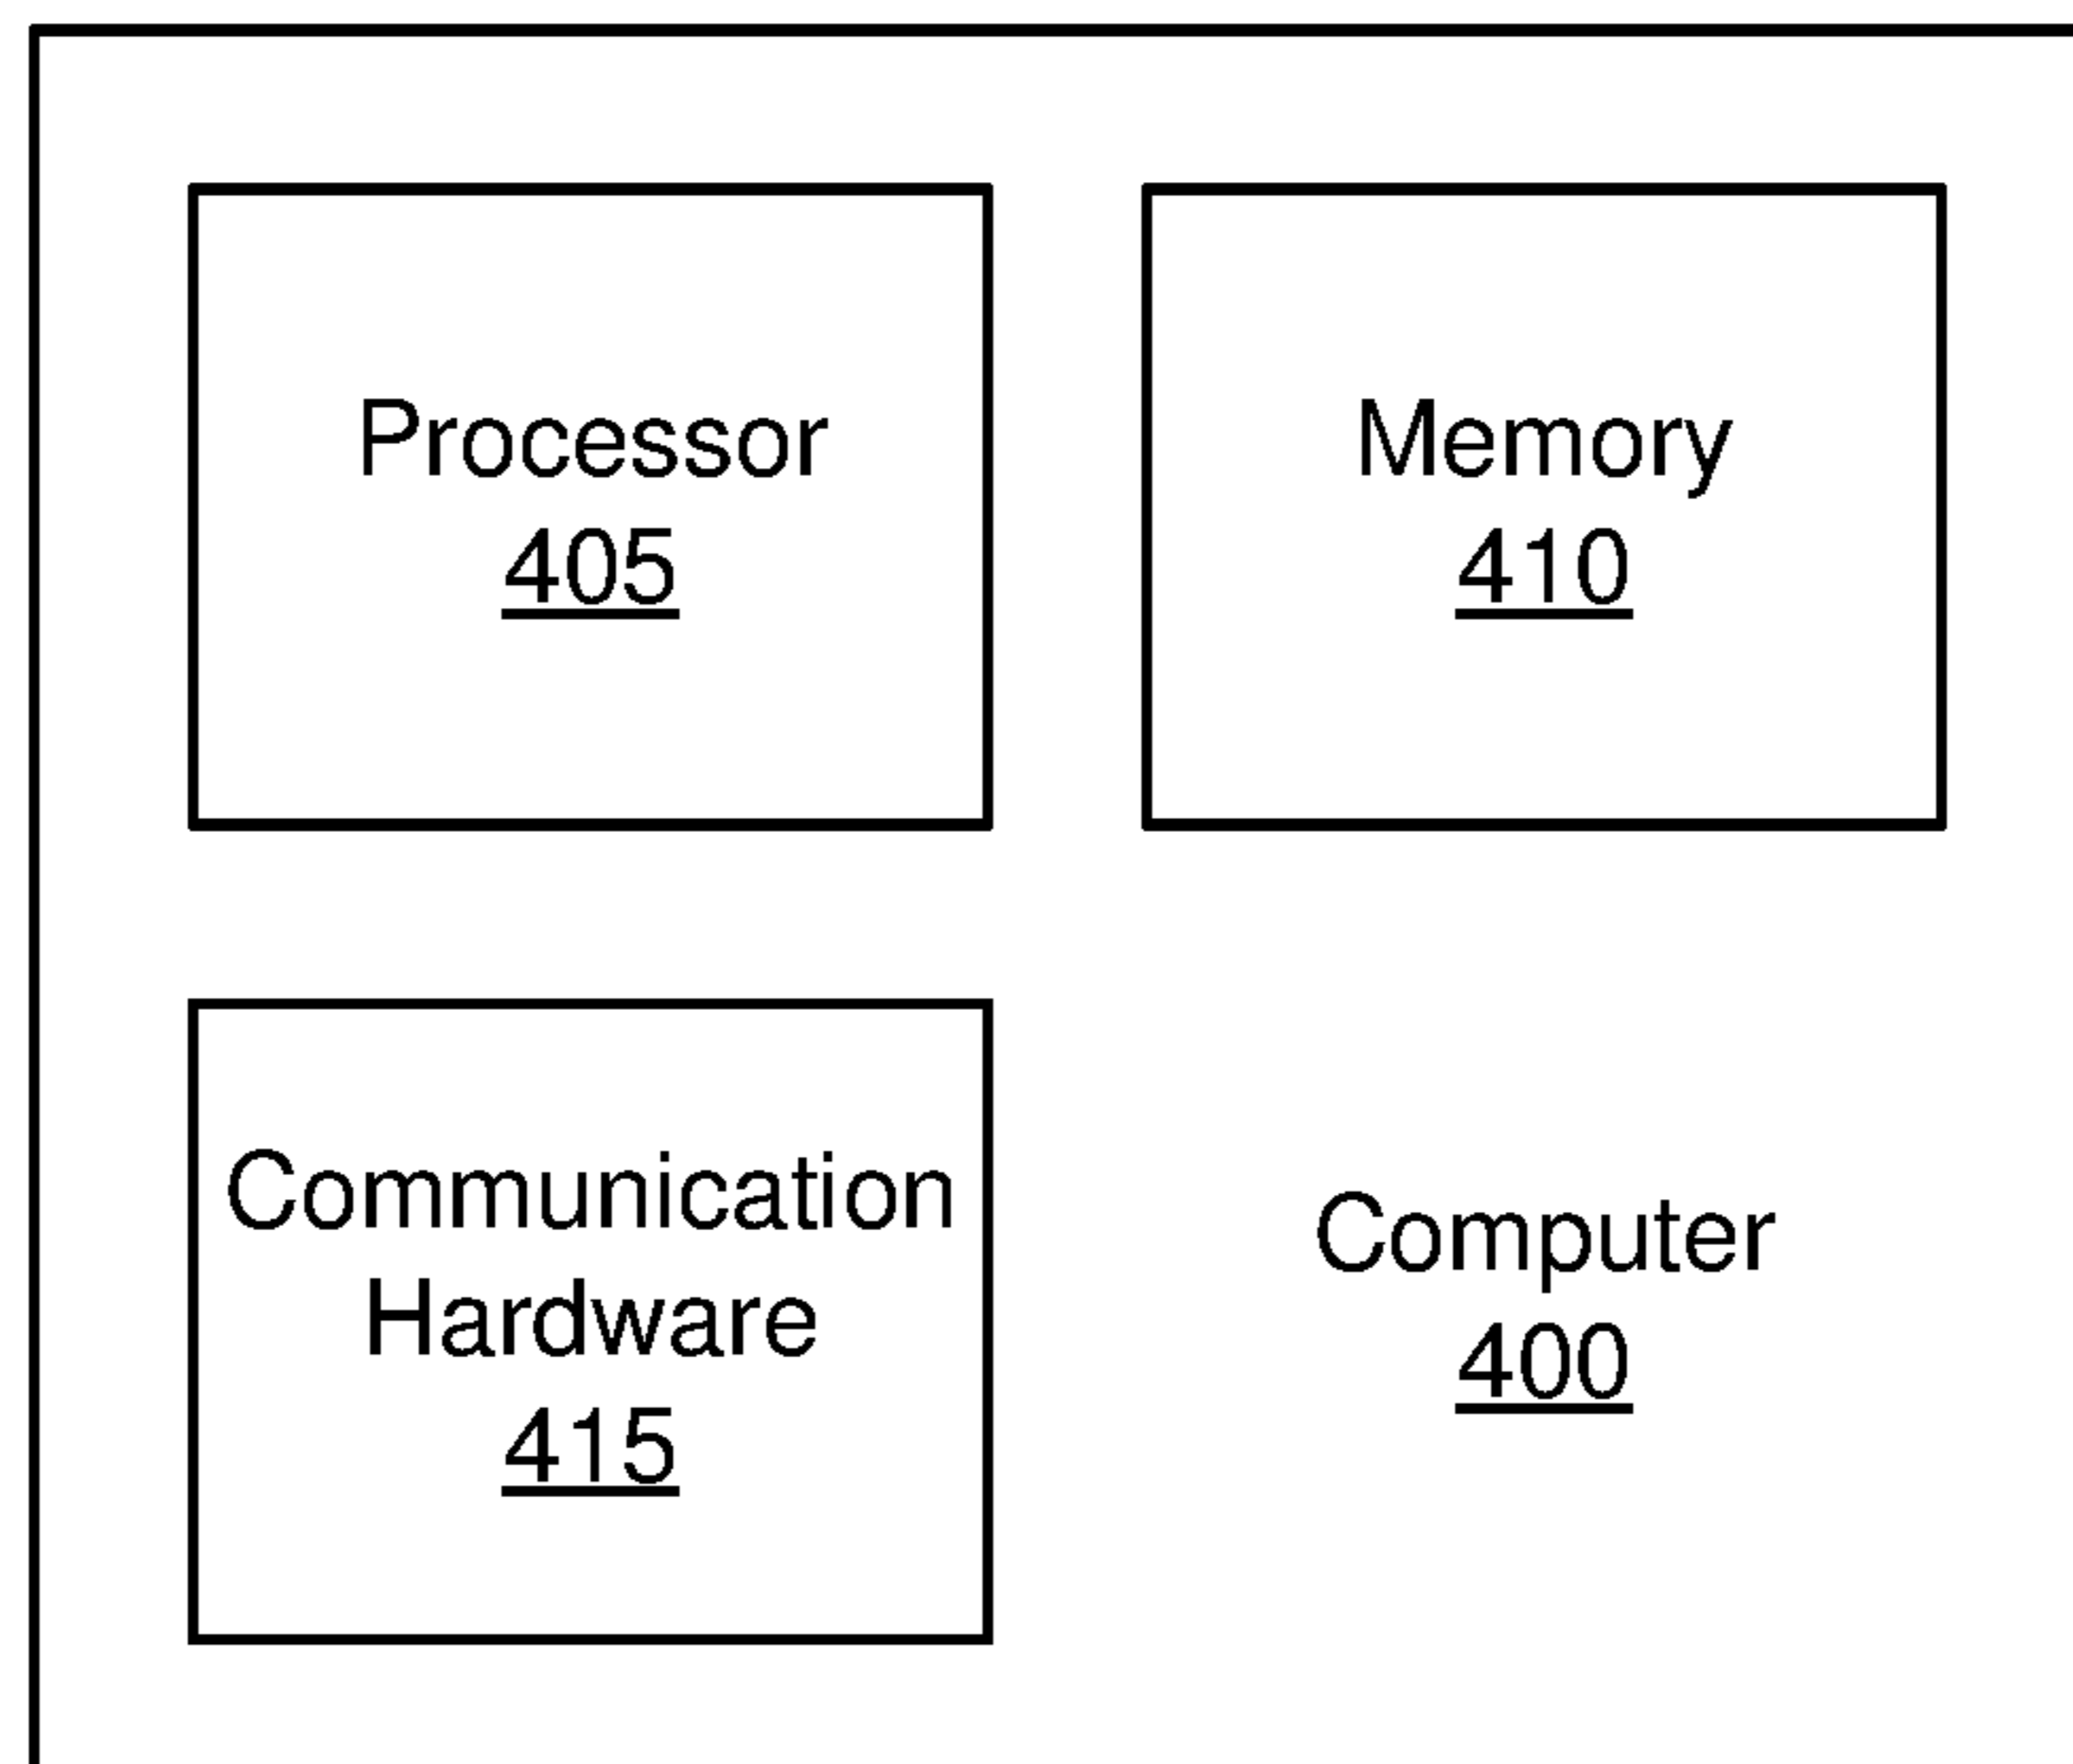 Processor
405
Memory
410
Communication
Hardware
415
Computer
400